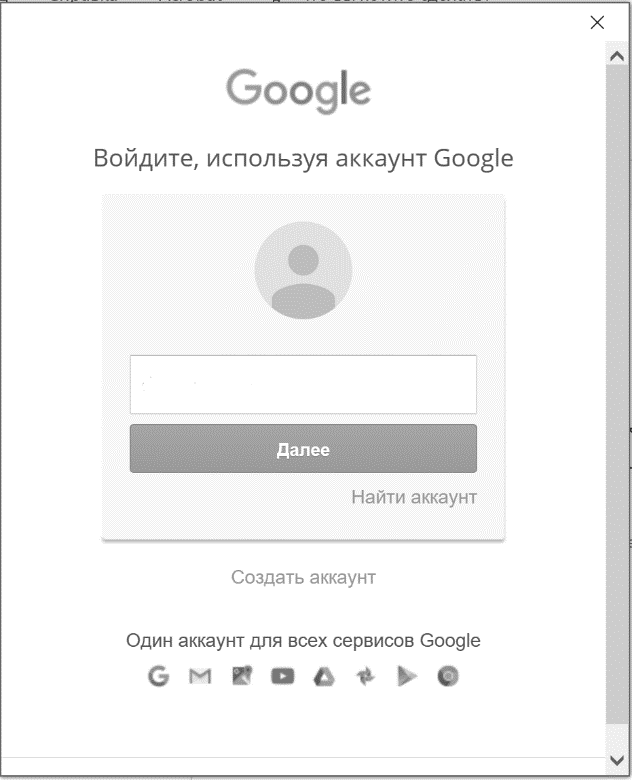 Google
Войдите, используя аккаунт Google
Далее
Найти аккаунт
Создать аккаунт
Один аккаунт для всех сервисов Google